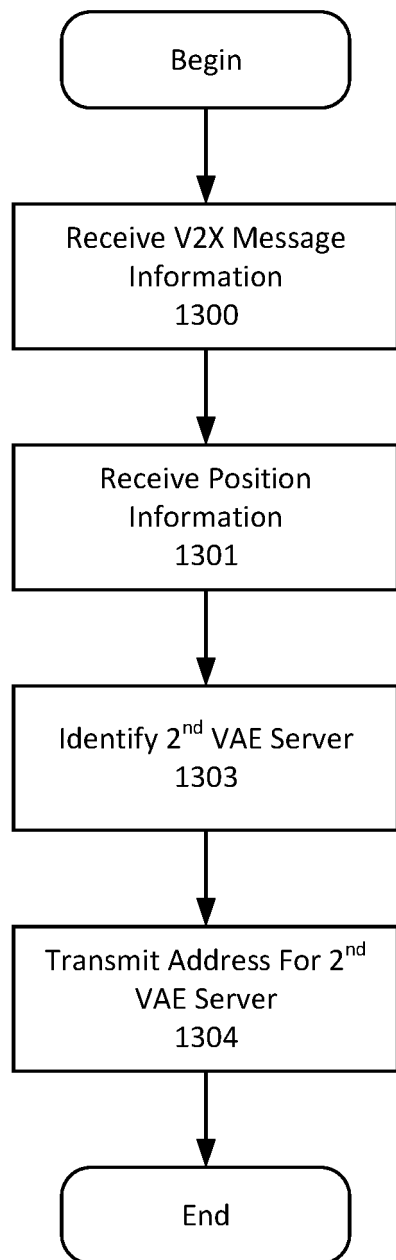 Begin
Receive V2X Message
Information
1300
Receive Position
Information
1301
Identify 2nd VAE Server
1303
Transmit Address For 2nd
VAE Server
1304
End